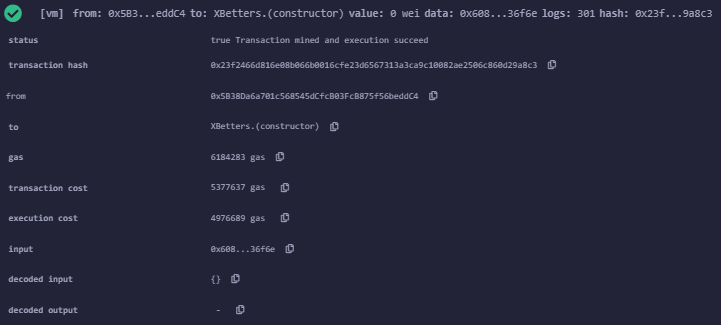 [vm] from: 0x5B3...eddC4 to: XBetters.(constructor) value: 0 wei data: 0x608...36f6e logs: 301 hash: 0x23f...9a8c3
status true Transaction mined and execution succeed
transaction hash 0x23f2466d816e08b066b0016cfe23d6567313a3ca9c10082ae2506c860d29a8c3
from 0x5B38Da6a701c568545dCfcB03FcB875f56beddC4
to XBetters.(constructor)
gas 6184283 gas
transaction cost 5377637 gas
execution cost 4976689 gas
input 0x608...36f6e
decoded input {}
decoded output -